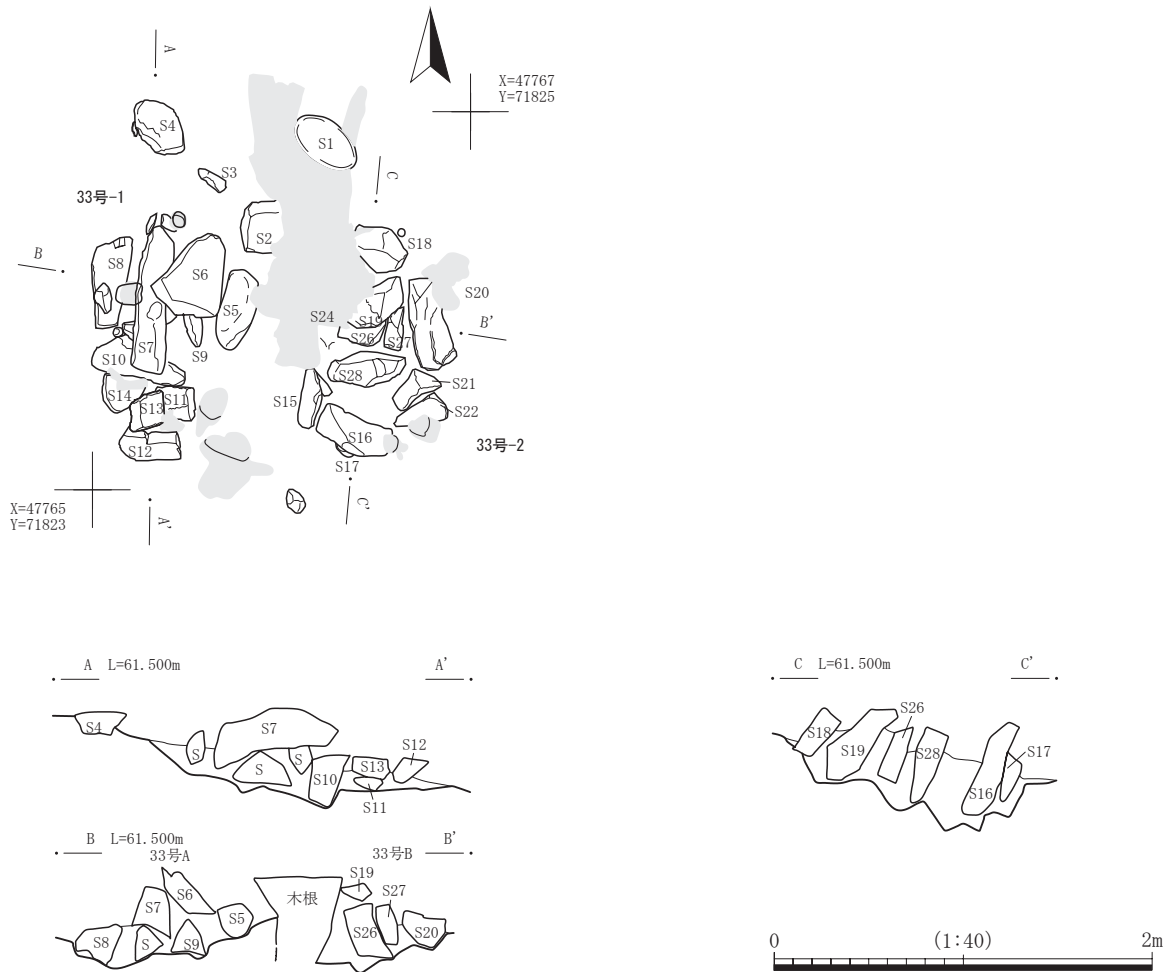 A
X=47767
Y=71825
S4
S1
S3
C
33号-1
S2
S18
B
S8
S6
S20
S5
S24
S19
B'
S26
S27
S7
S9
S10
S28
S21
S14
S11
S15
S22
S13
S16
S12
33号-2
S17
X=47765
Y=71823
A'
C'
A L=61.500m A'
S4
S7
S
S12
S
S
S10
S13
S11
C L=61.500m C'
S26
S18
S19
S28
S17
S16
B L=61.500m B'
33号A
33号B
S19
S27
S6
木根
S7
S5
S26
S20
S8
S
S9
0 (1:40) 2m